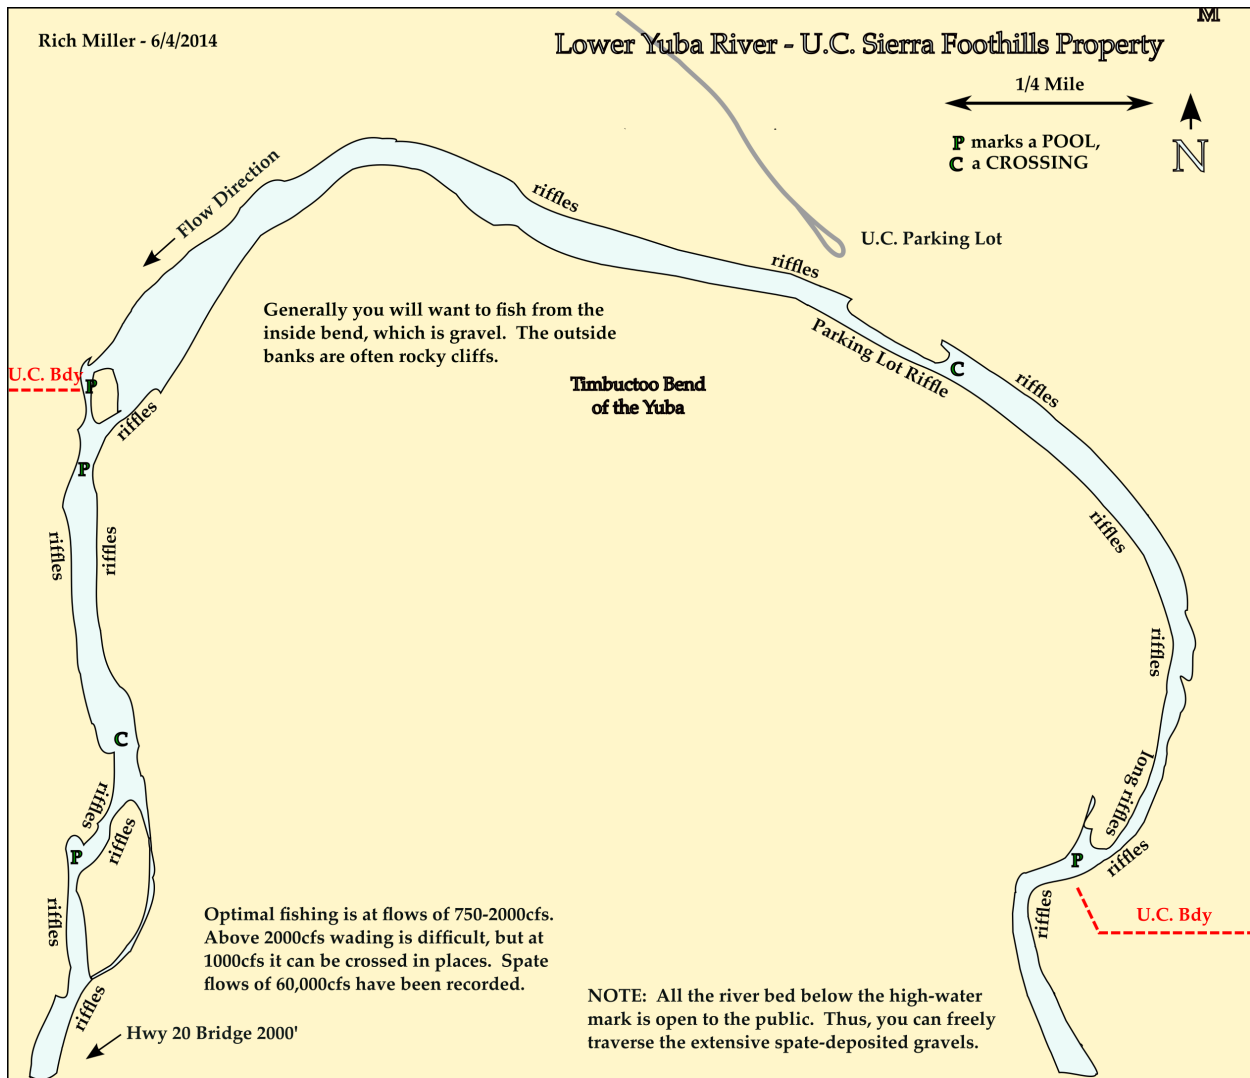 M
Rich Miller - 6/4/2014
Lower Yuba River - U.C. Sierra Foothills Property
1/4 Mile
P marks a POOL,
C a CROSSING
N
Flow Direction
riffles
U.C. Parking Lot
riffles
Generally you will want to fish from the
inside bend, which is gravel.  The outside
banks are often rocky cliffs.
Parking Lot Riffle
C
riffles
U.C. Bdy
P
Timbuctoo Bend
of the Yuba
riffles
P
riffles
riffles
riffles
riffles
C
long riffles
riffles
riffles
P
P
riffles
riffles
riffles
U.C. Bdy
Optimal fishing is at flows of 750-2000cfs.
Above 2000cfs wading is difficult, but at
1000cfs it can be crossed in places.  Spate
flows of 60,000cfs have been recorded.
riffles
Hwy 20 Bridge 2000'
NOTE:  All the river bed below the high-water
mark is open to the public.  Thus, you can freely
traverse the extensive spate-deposited gravels.